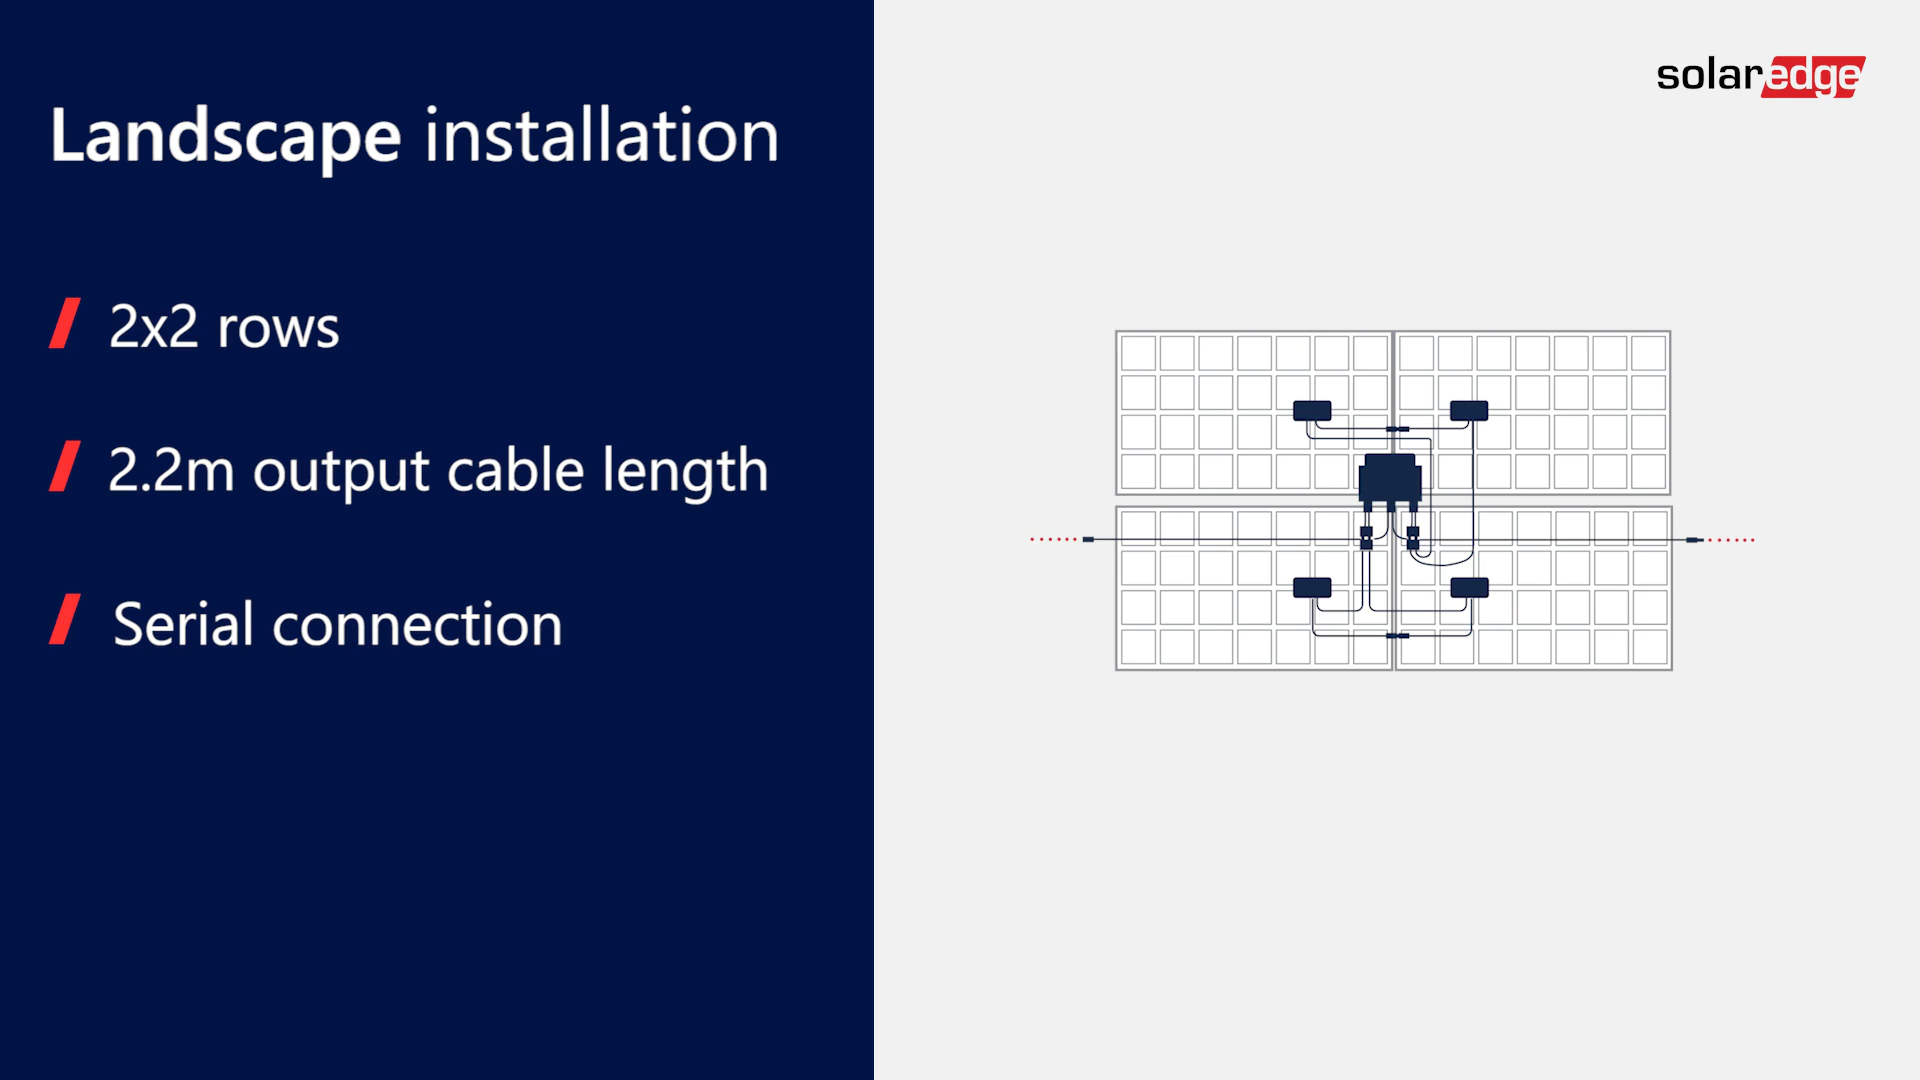 solaredge
Landscape installation
2x2 rows
2.2m output cable length
Serial connection